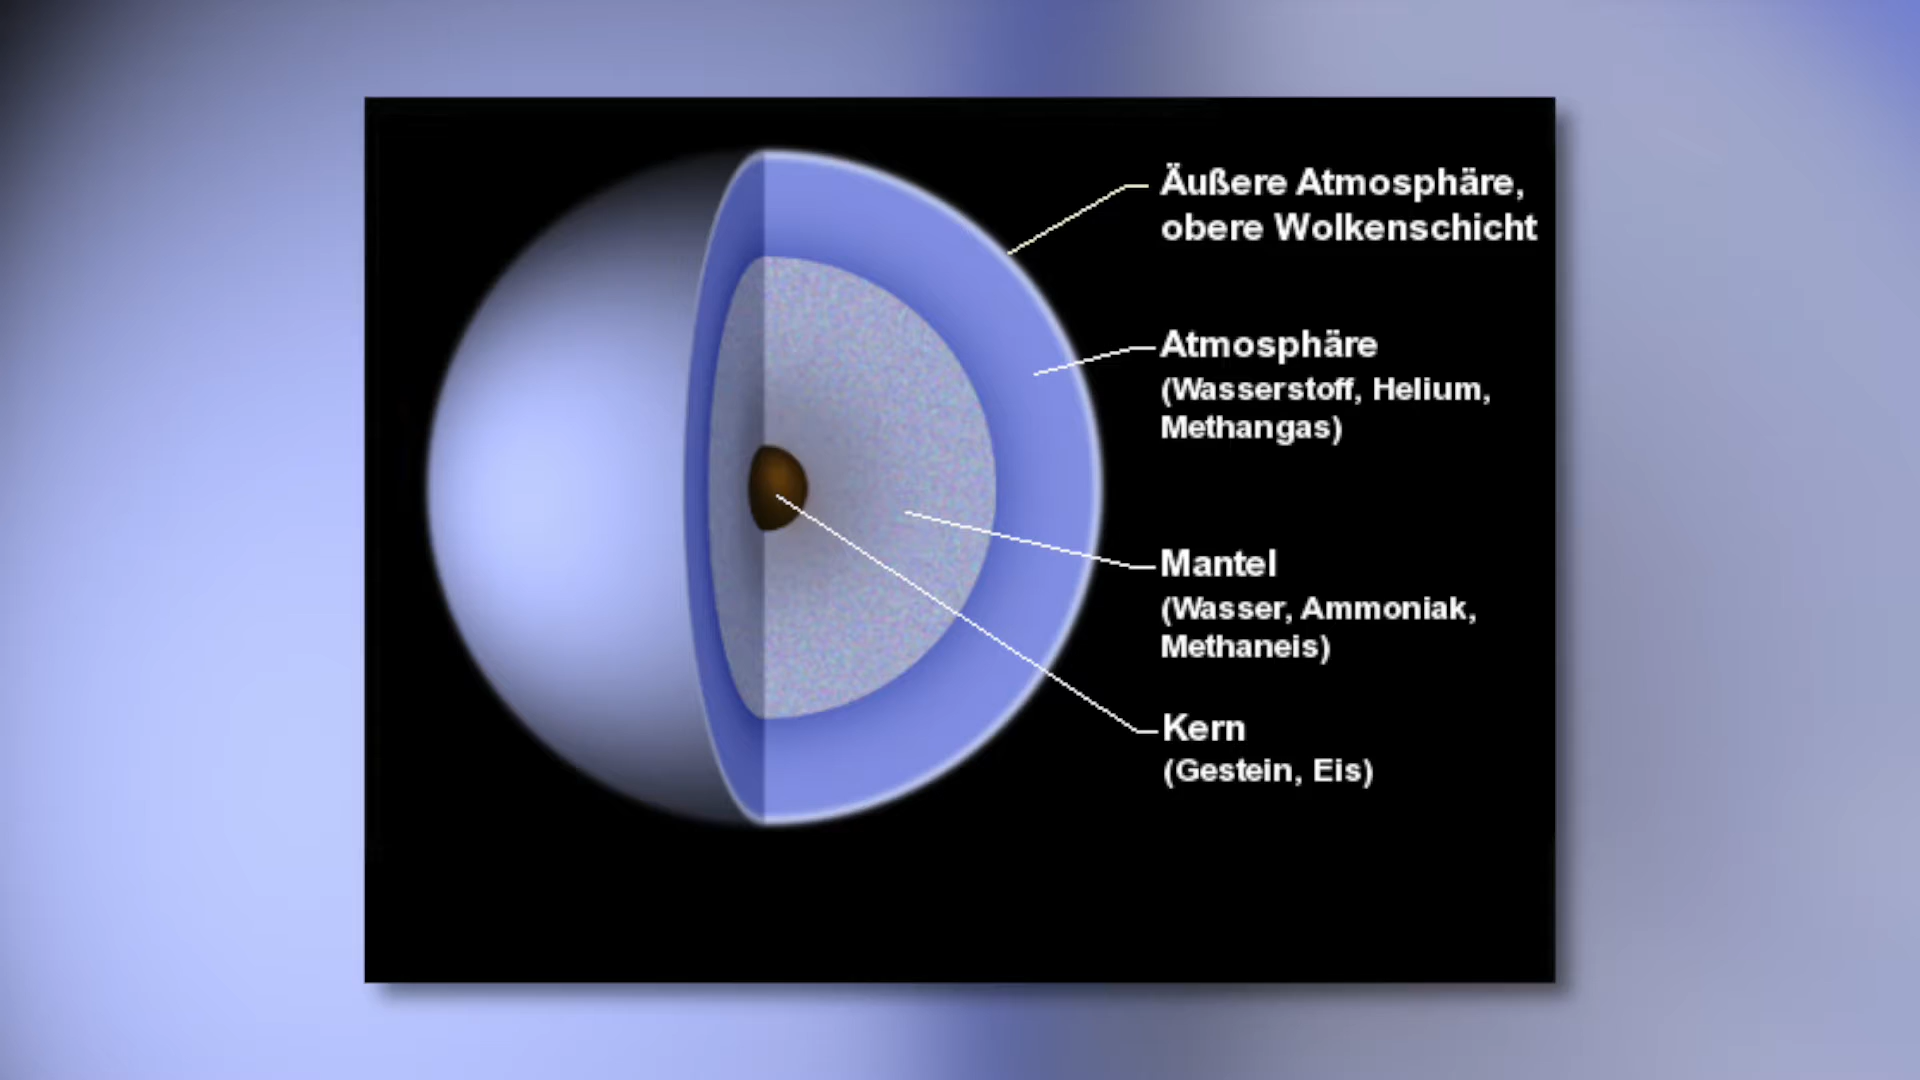 Äußere Atmosphäre,
obere Wolkenschicht
Atmosphäre
(Wasserstoff, Helium,
Methangas)
Mantel
(Wasser, Ammoniak,
Methaneis)
Kern
(Gestein, Eis)